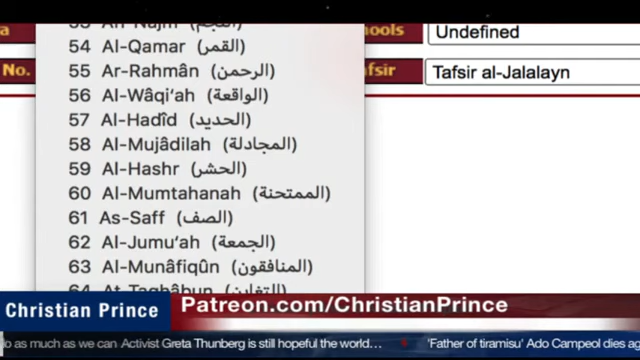 54 Al-Qamar (القمر)
hools
Undefined
No.
55 Ar-Rahmân (الرحمن)
fsir
Tafsir al-Jalalayn
56 Al-Wâqi'ah (الواقعة)
57 Al-Hadîd (الحديد)
58 Al-Mujâdilah (المجادلة)
59 Al-Hashr (الحشر)
60 Al-Mumtahanah (الممتحنة)
61 As-Saff (الصف)
62 Al-Jumu'ah (الجمعة)
63 Al-Munâfiqûn (المنافقون)
Christian Prince
Patreon.com/ChristianPrince
o as much as we can Activist Greta Thunberg is still hopeful the world... 'Father of tiramisu' Ado Campeol dies ag